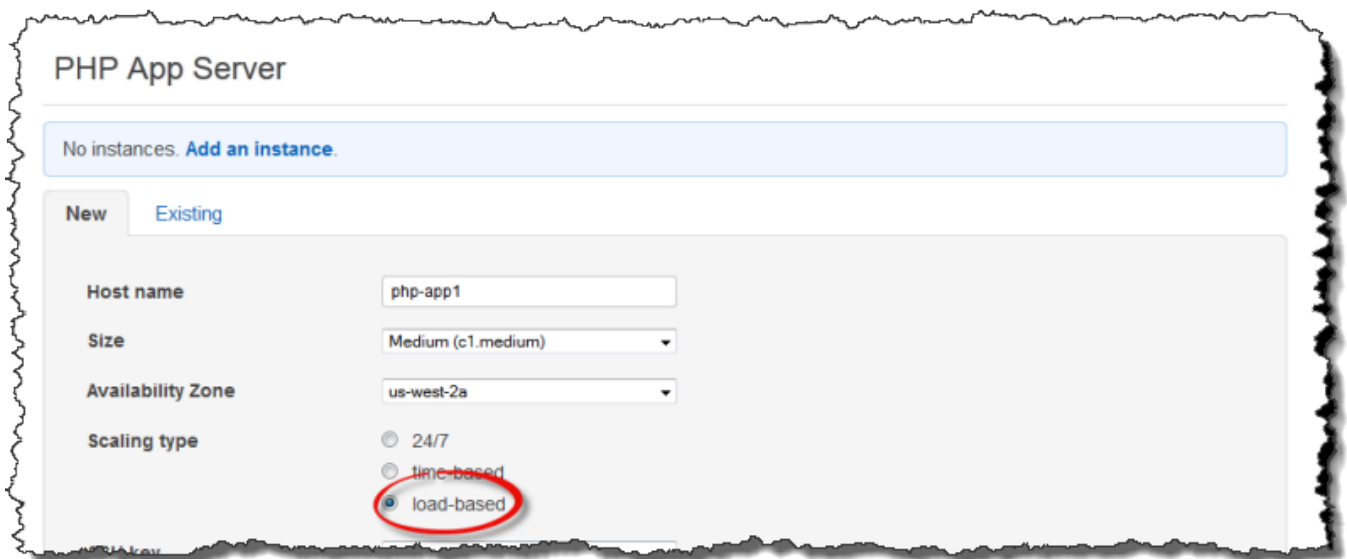 PHP App Server
No instances. Add an instance.
New Existing
Host name php-app1
Size Medium (c1.medium)
Availability Zone us-west-2a
Scaling type 24/7
time-based
load-based
key